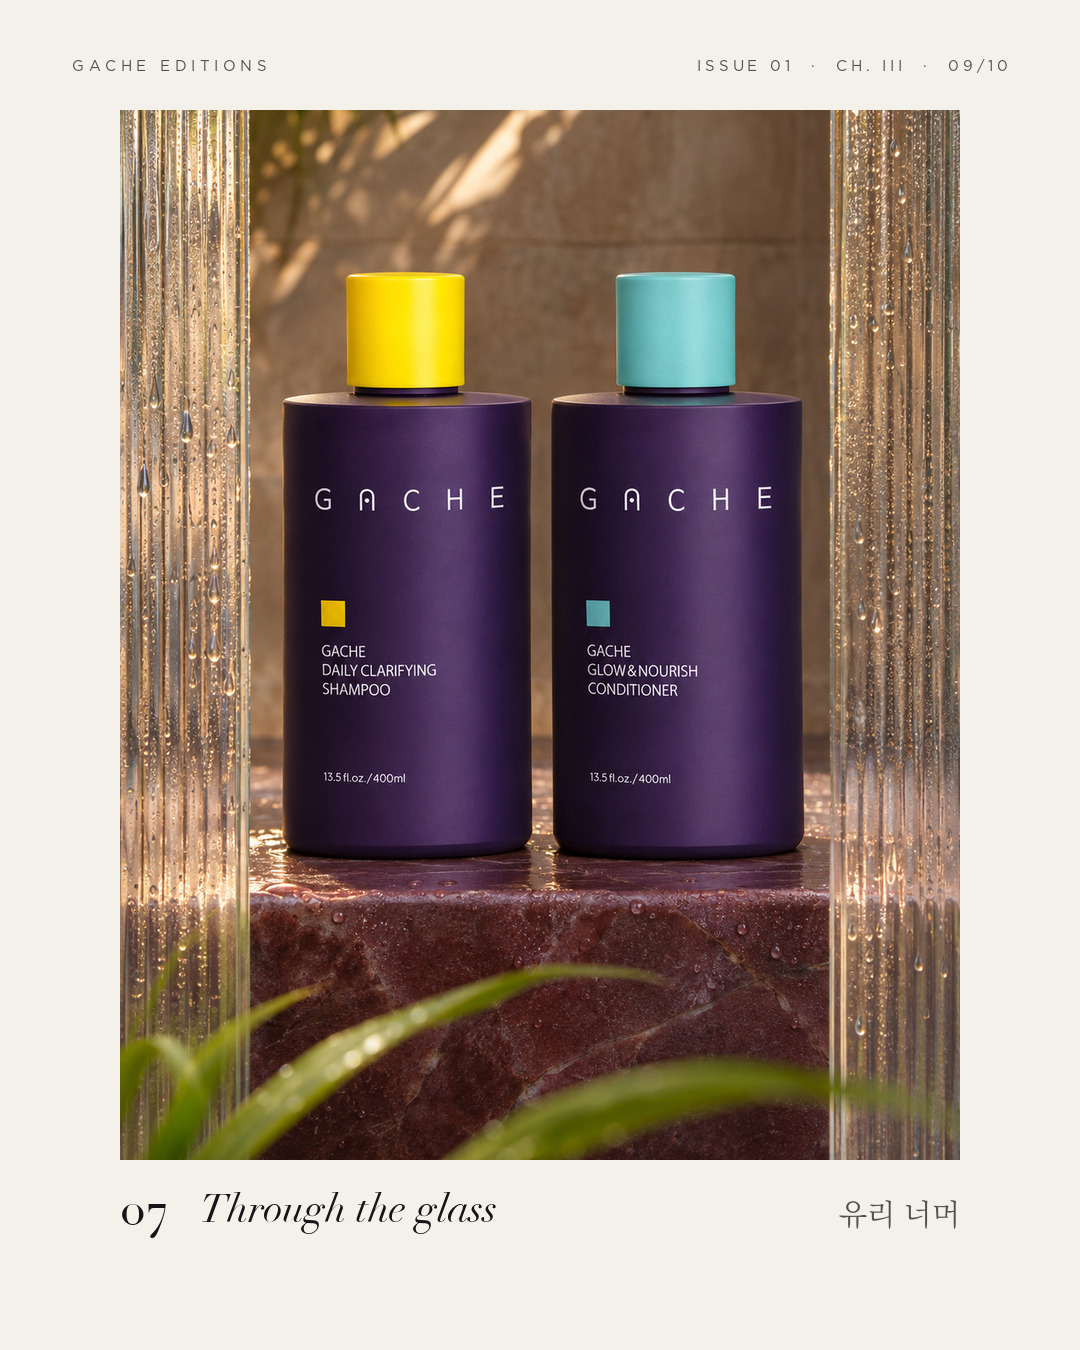 GACHE EDITIONS
ISSUE 01 · CH. III · 09/10
GACHE
GACHE
DAILY CLARIFYING
SHAMPOO
13.5 fl.oz./400ml
GACHE
GACHE
GLOW&NOURISH
CONDITIONER
13.5 fl.oz./400ml
07 Through the glass
유리 너머